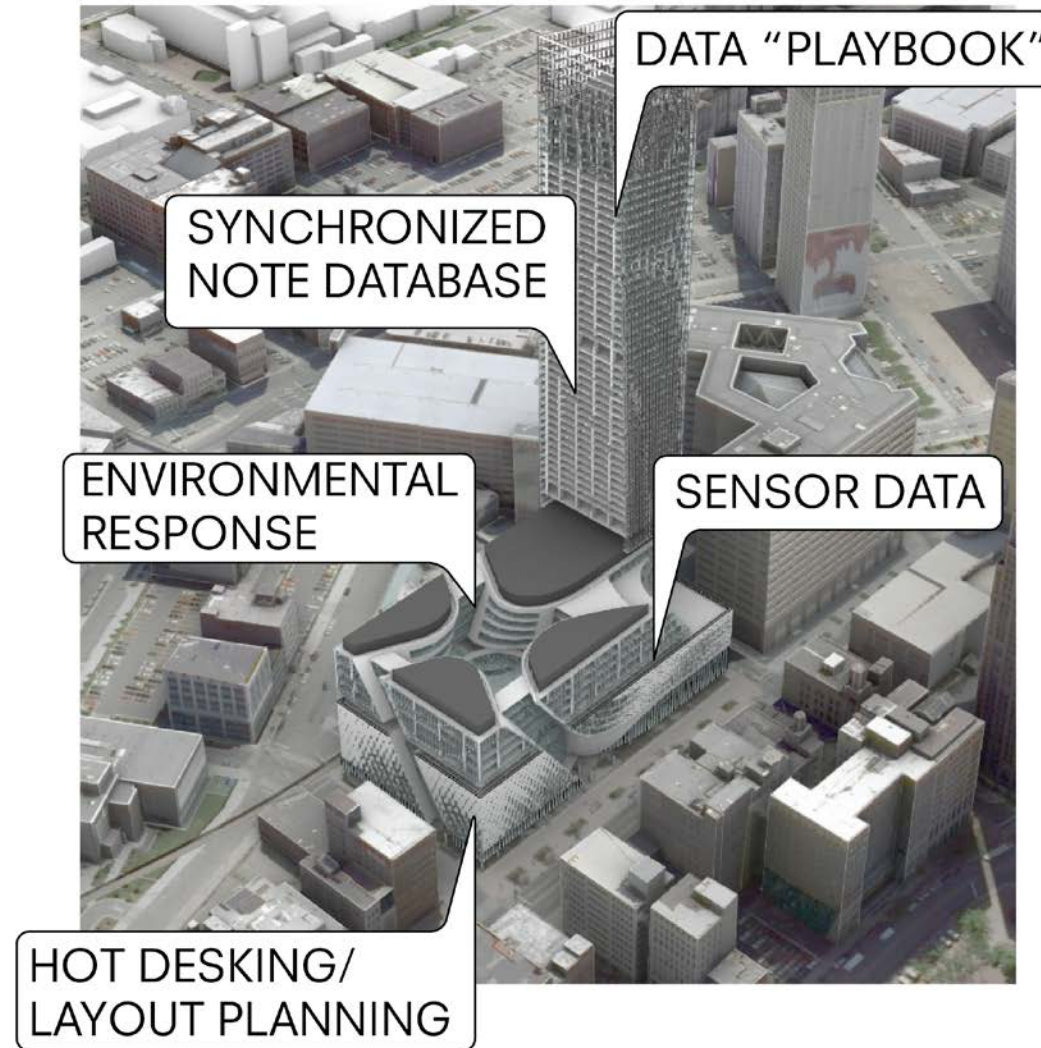 DATA “PLAYBOOK”
SYNCHRONIZED
NOTE DATABASE
ENVIRONMENTAL
RESPONSE
SENSOR DATA
HOT DESKING/
LAYOUT PLANNING